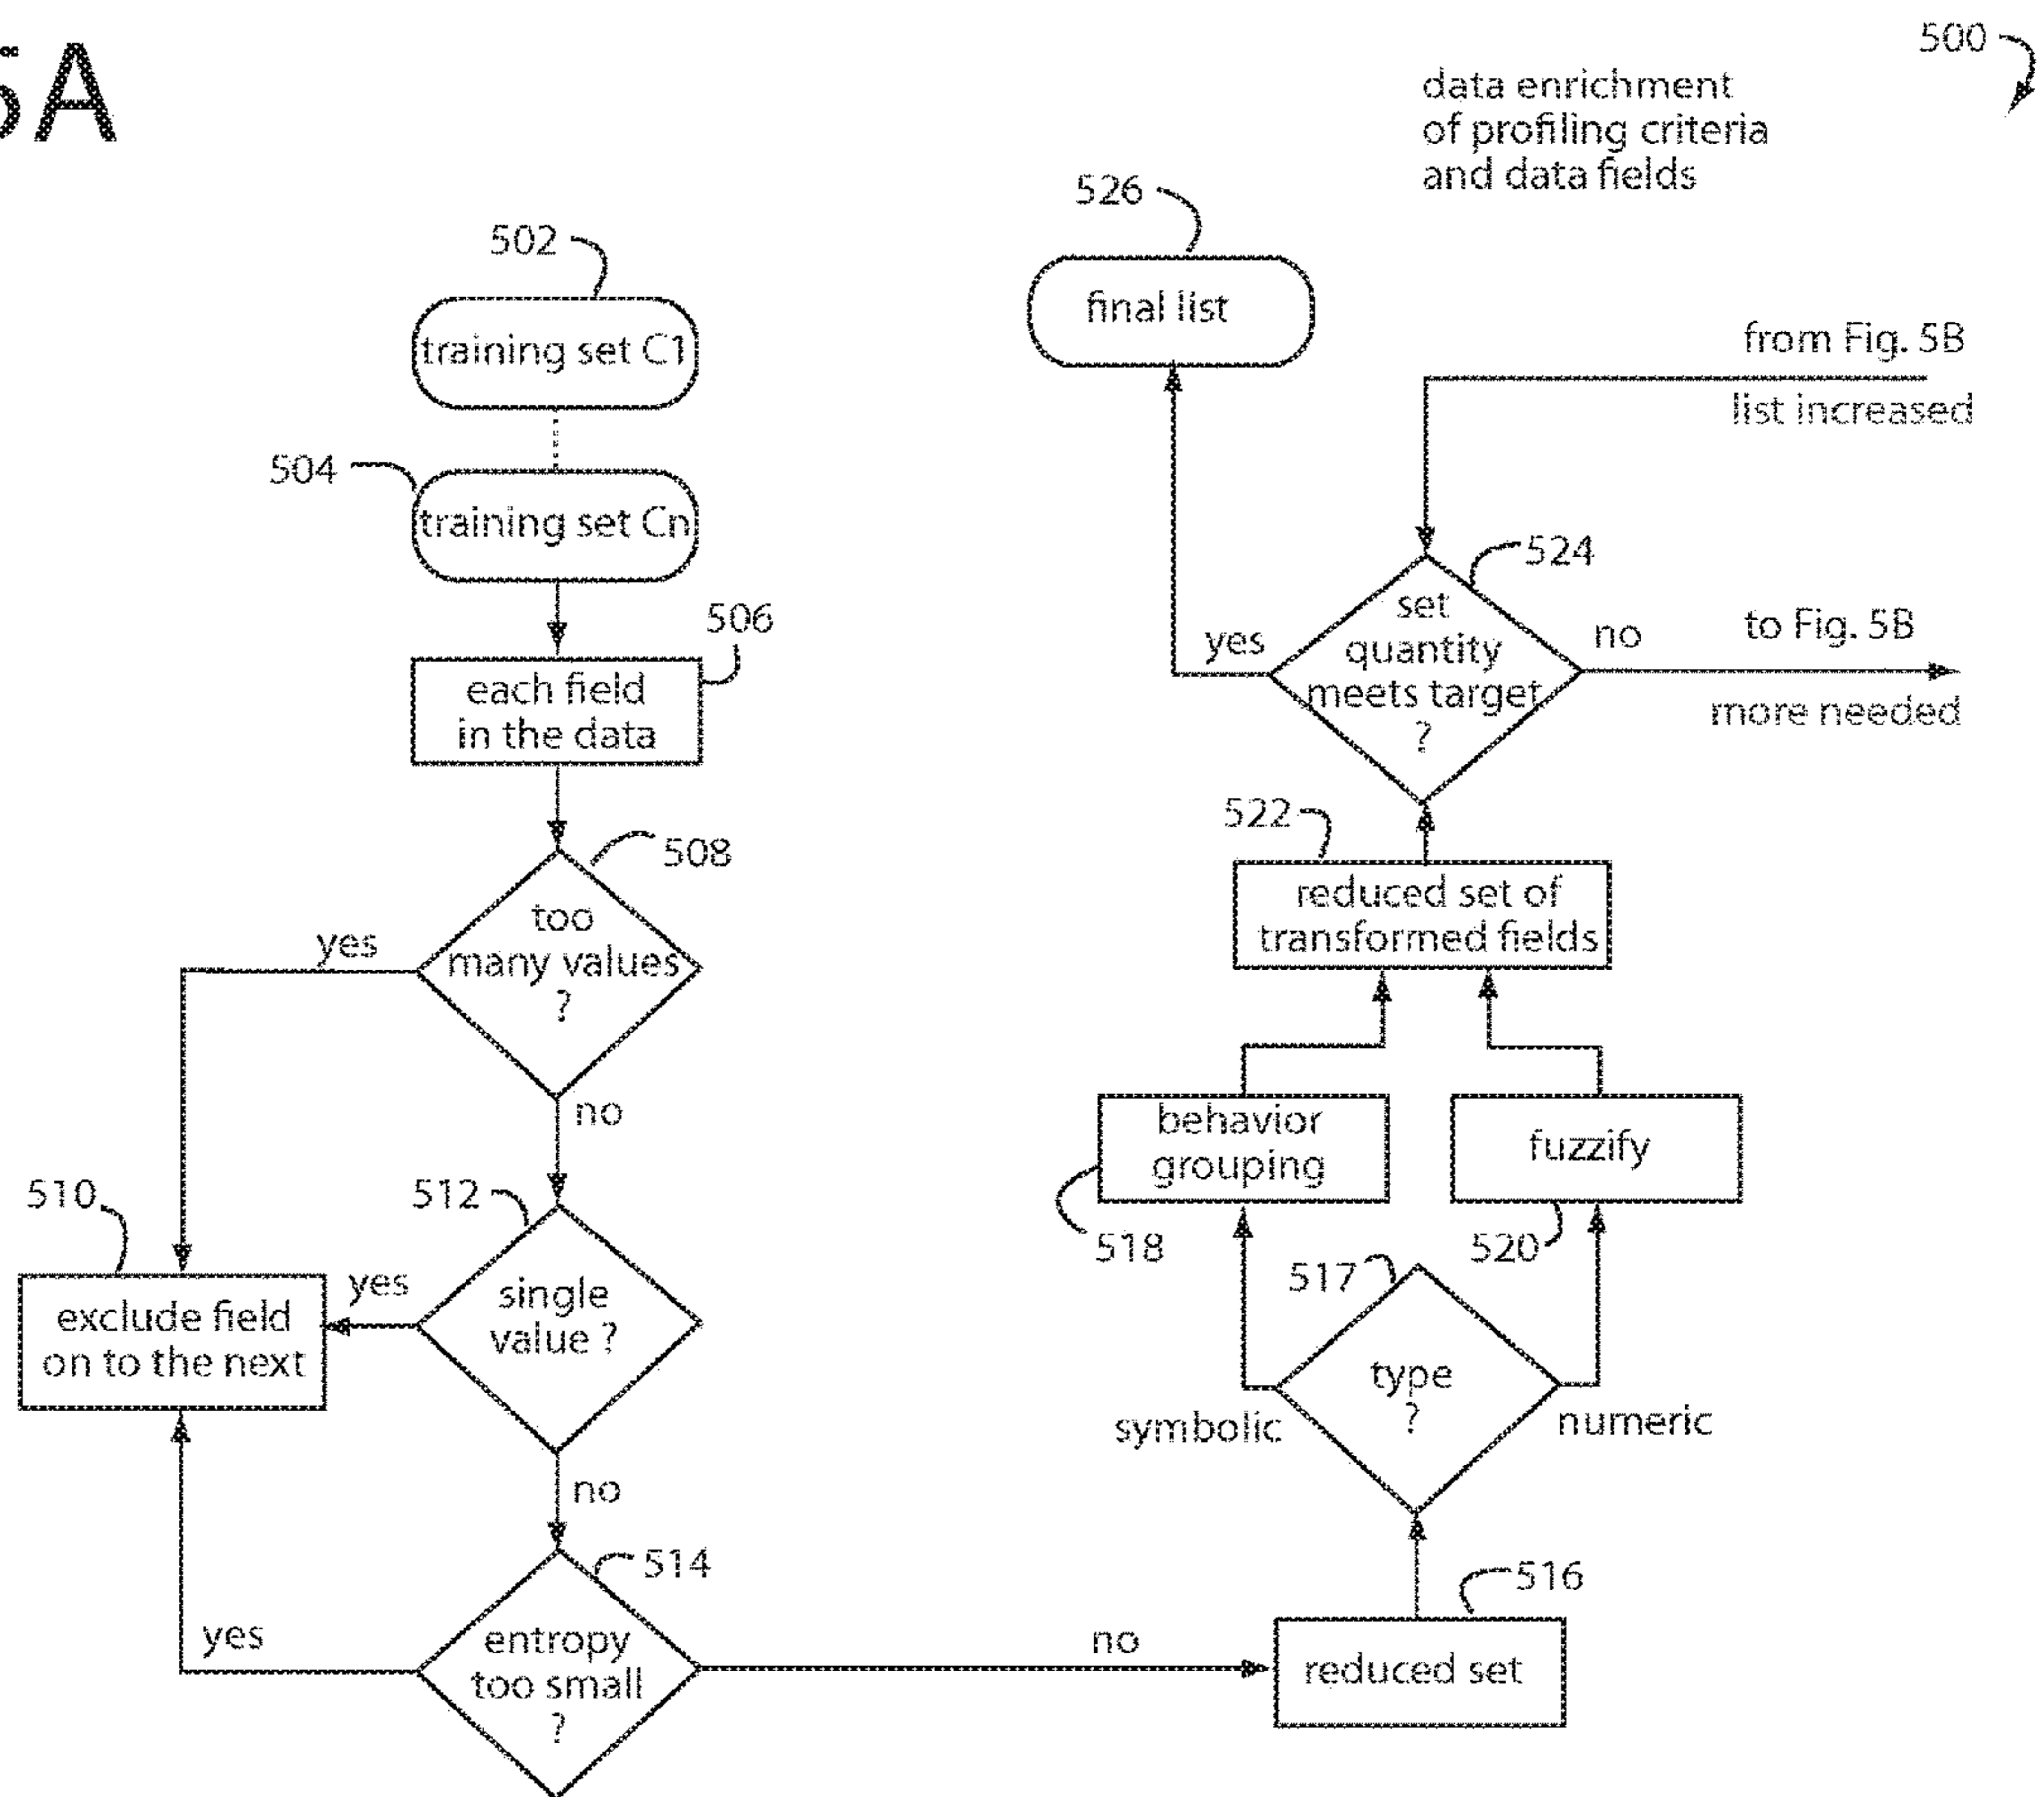 5A
500
data enrichment
of profiling criteria
and data fields
526
final list
502
training set C1
504
training set Cn
506
each field
in the data
508
too
many values
?
yes
no
510
exclude field
on to the next
512
single
value ?
yes
no
514
entropy
too small
?
yes
no
516
reduced set
517
type
?
symbolic
numeric
518
behavior
grouping
520
fuzzify
522
reduced set of
transformed fields
524
set
quantity
meets target
?
yes
no
from Fig. 5B
list increased
to Fig. 5B
more needed